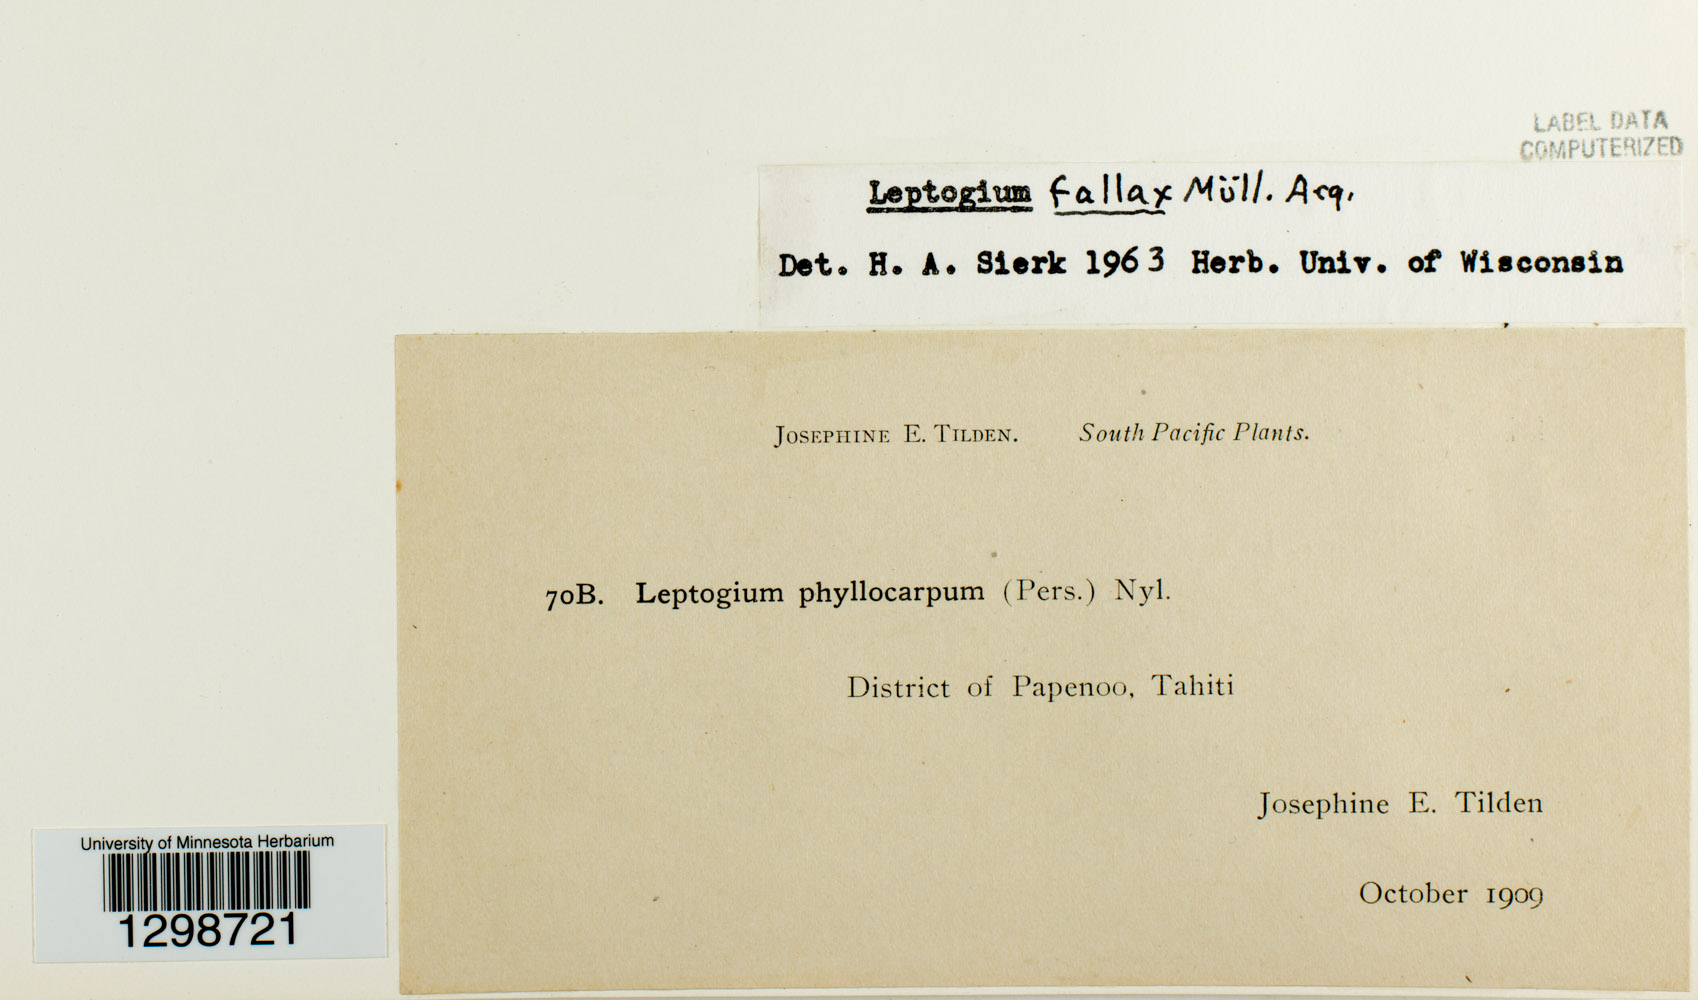 LABEL DATA
COMPUTERIZED
Leptogium fallax Müll. Arg.
Det. H. A. Sierk 1963 Herb. Univ. of Wisconsin
JOSEPHINE E. TILDEN. South Pacific Plants.
70B. Leptogium phyllocarpum (Pers.) Nyl.
District of Papenoo, Tahiti
Josephine E. Tilden
October 1909
University of Minnesota Herbarium
1298721